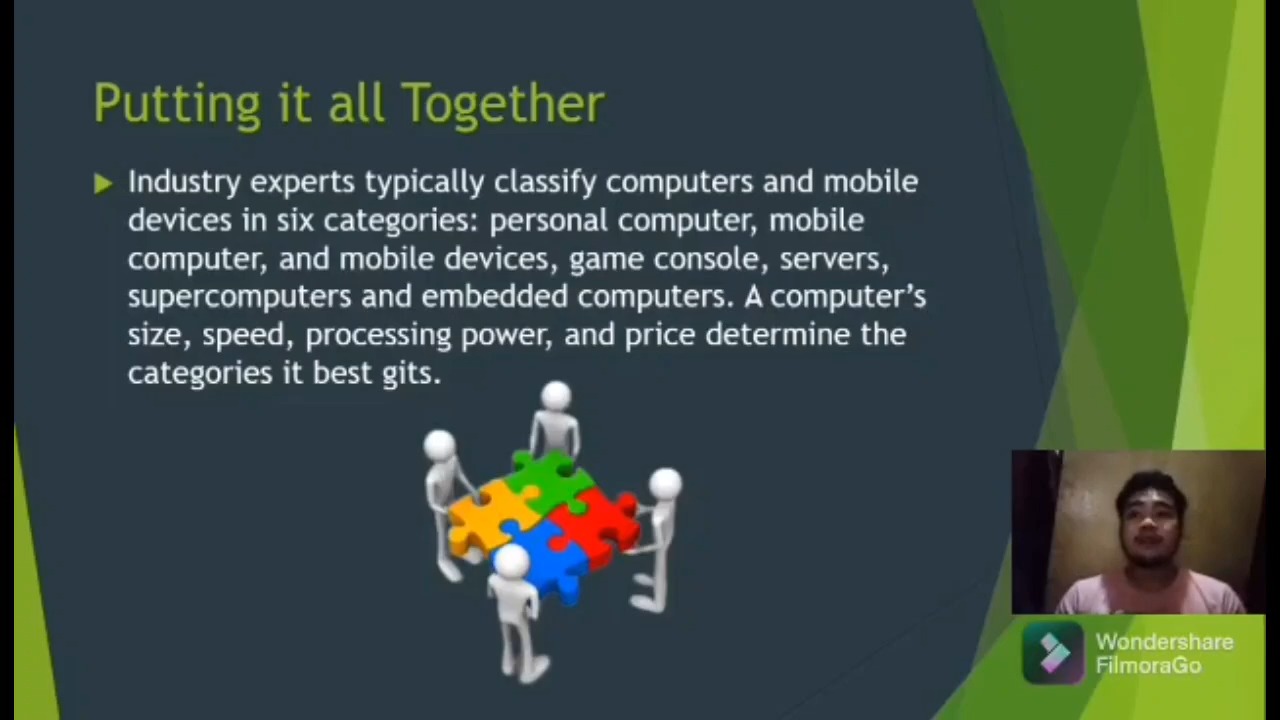 Putting it all Together
Industry experts typically classify computers and mobile
devices in six categories: personal computer, mobile
computer, and mobile devices, game console, servers,
supercomputers and embedded computers. A computer’s
size, speed, processing power, and price determine the
categories it best gits.
Wondershare
FilmoraGo